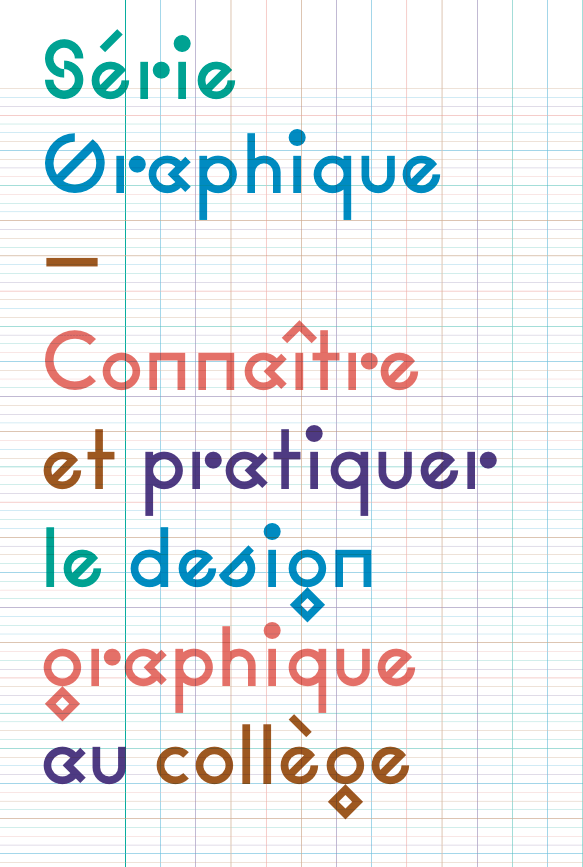 Série
Graphique
—
Connaître
et pratiquer
le design
graphique
au collège